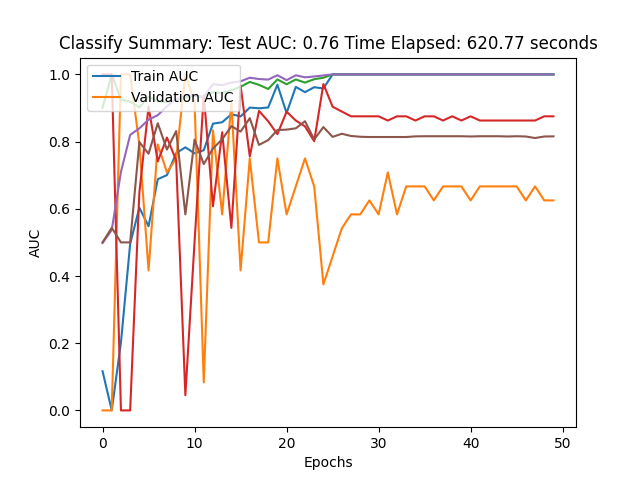 Classify Summary: Test AUC: 0.76 Time Elapsed: 620.77 seconds
Train AUC
Validation AUC
AUC
1.0
0.8
0.6
0.4
0.2
0.0
0 10 20 30 40 50
Epochs